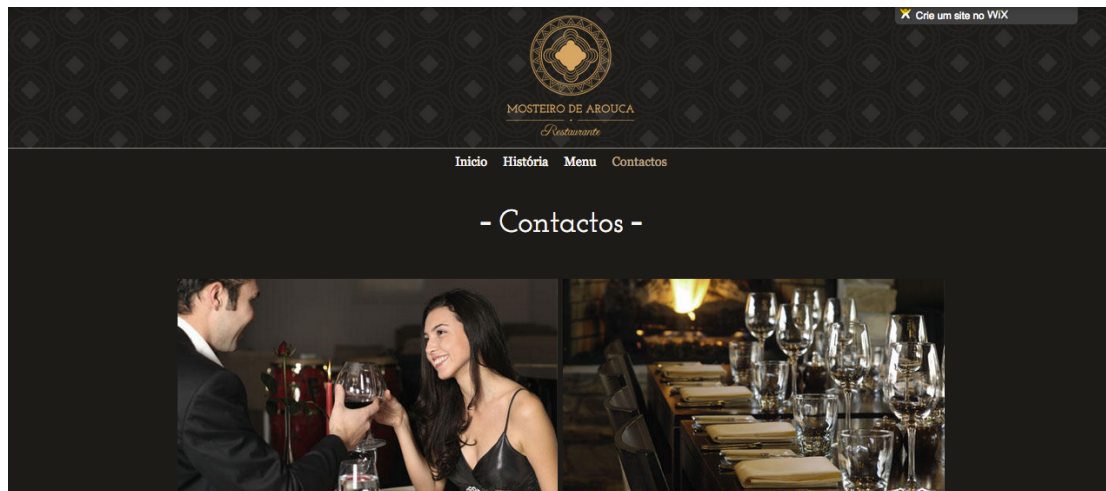 Crie um site no WiX
MOSTEIRO DE AROUCA
Restaurante
Inicio História Menu Contactos
- Contactos -